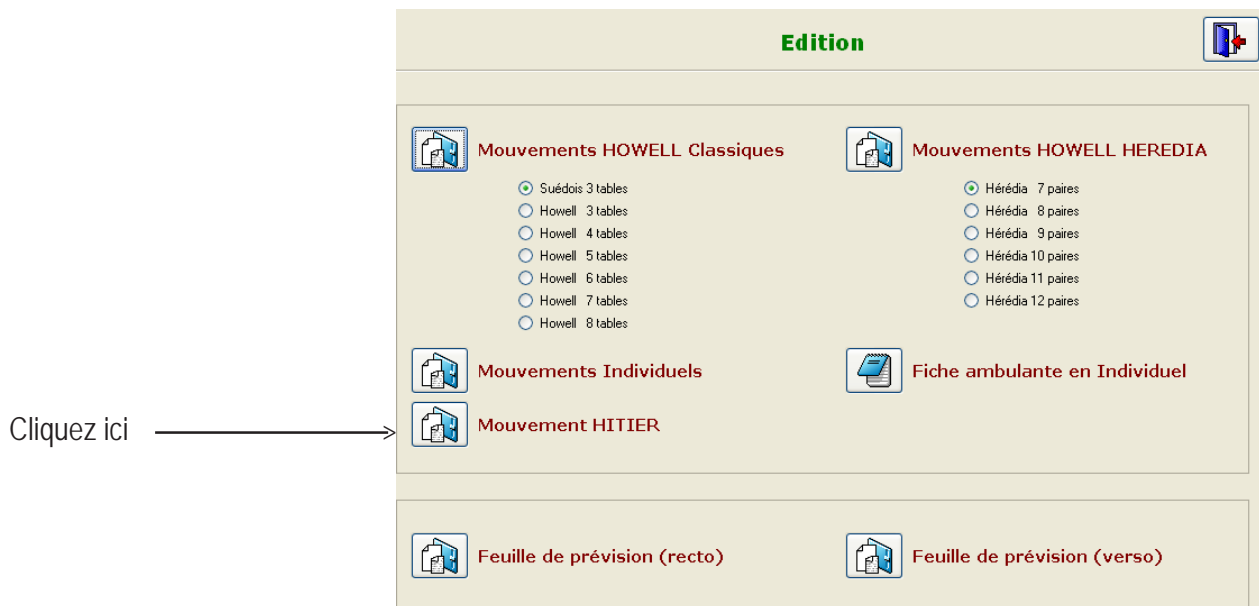 Edition
Mouvements HOWELL Classiques
Suédois 3 tables
Howell 3 tables
Howell 4 tables
Howell 5 tables
Howell 6 tables
Howell 7 tables
Howell 8 tables
Mouvements HOWELL HEREDIA
Hérédia 7 paires
Hérédia 8 paires
Hérédia 9 paires
Hérédia 10 paires
Hérédia 11 paires
Hérédia 12 paires
Mouvements Individuels
Fiche ambulante en Individuel
Cliquez ici
Mouvement HITIER
Feuille de prévision (recto)
Feuille de prévision (verso)